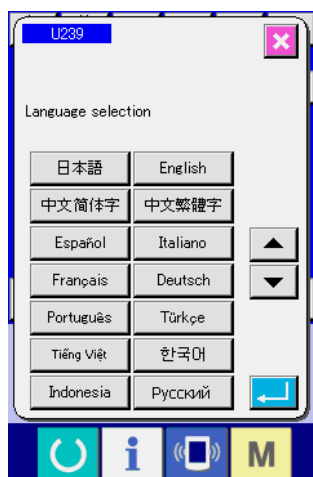 U239
Language selection
日本語 English
中文简体字 中文繁體字
Español Italiano
Français Deutsch
Português Türkçe
Tiếng Việt 한국어
Indonesia Русский
i M